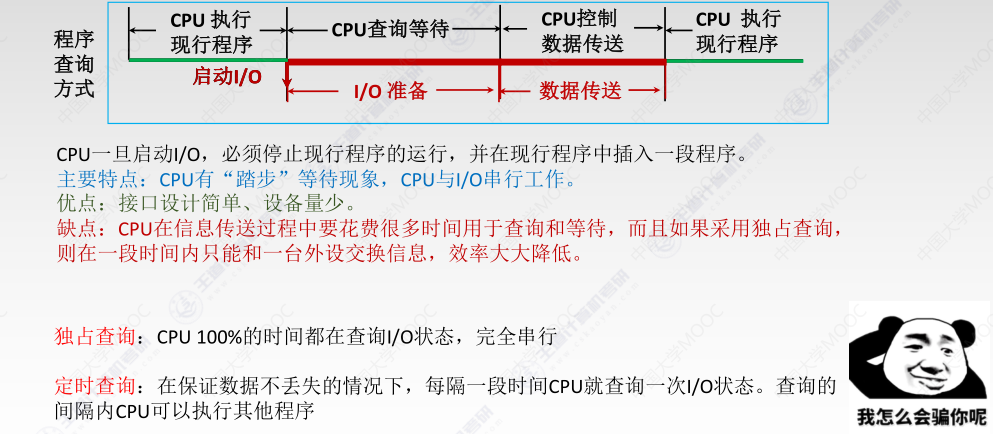 程序
查询
方式
CPU 执行
现行程序
CPU查询等待
CPU控制
数据传送
CPU 执行
现行程序
启动I/O
I/O 准备
数据传送
CPU一旦启动I/O，必须停止现行程序的运行，并在现行程序中插入一段程序。
主要特点：CPU有“踏步”等待现象，CPU与I/O串行工作。
优点：接口设计简单、设备量少。
缺点：CPU在信息传送过程中要花费很多时间用于查询和等待，而且如果采用独占查询，
则在一段时间内只能和一台外设交换信息，效率大大降低。
独占查询：CPU 100%的时间都在查询I/O状态，完全串行
定时查询：在保证数据不丢失的情况下，每隔一段时间CPU就查询一次I/O状态。查询的
间隔内CPU可以执行其他程序
我怎么会骗你呢